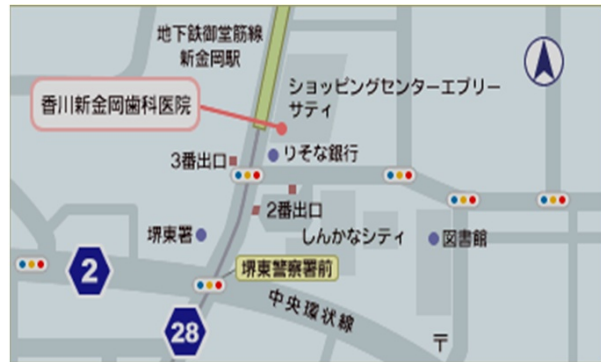 地下鉄御堂筋線
新金岡駅
ショッピングセンターエブリー
サティ
香川新金岡歯科医院
りそな銀行
3番出口
2番出口
しんかなシティ
堺東署
図書館
2
堺東警察署前
中央環状線
28
〒